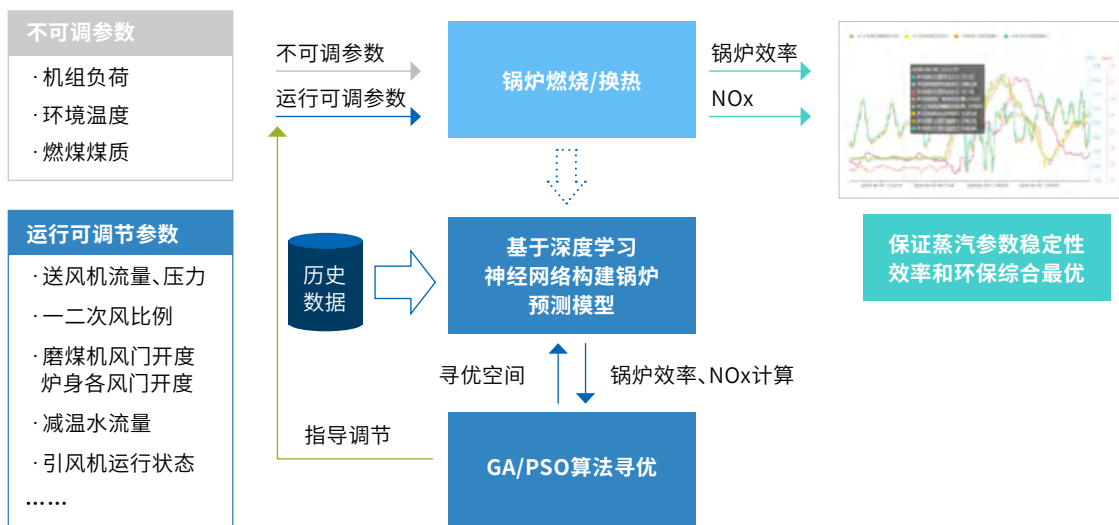 不可调参数
·机组负荷
·环境温度
·燃煤煤质
运行可调节参数
·送风机流量、压力
·一二次风比例
·磨煤机风门开度
炉身各风门开度
·减温水流量
·引风机运行状态
……
不可调参数
运行可调参数
锅炉燃烧/换热
锅炉效率
NOx
保证蒸汽参数稳定性
效率和环保综合最优
历史
数据
基于深度学习
神经网络构建锅炉
预测模型
寻优空间
锅炉效率、NOx计算
指导调节
GA/PSO算法寻优